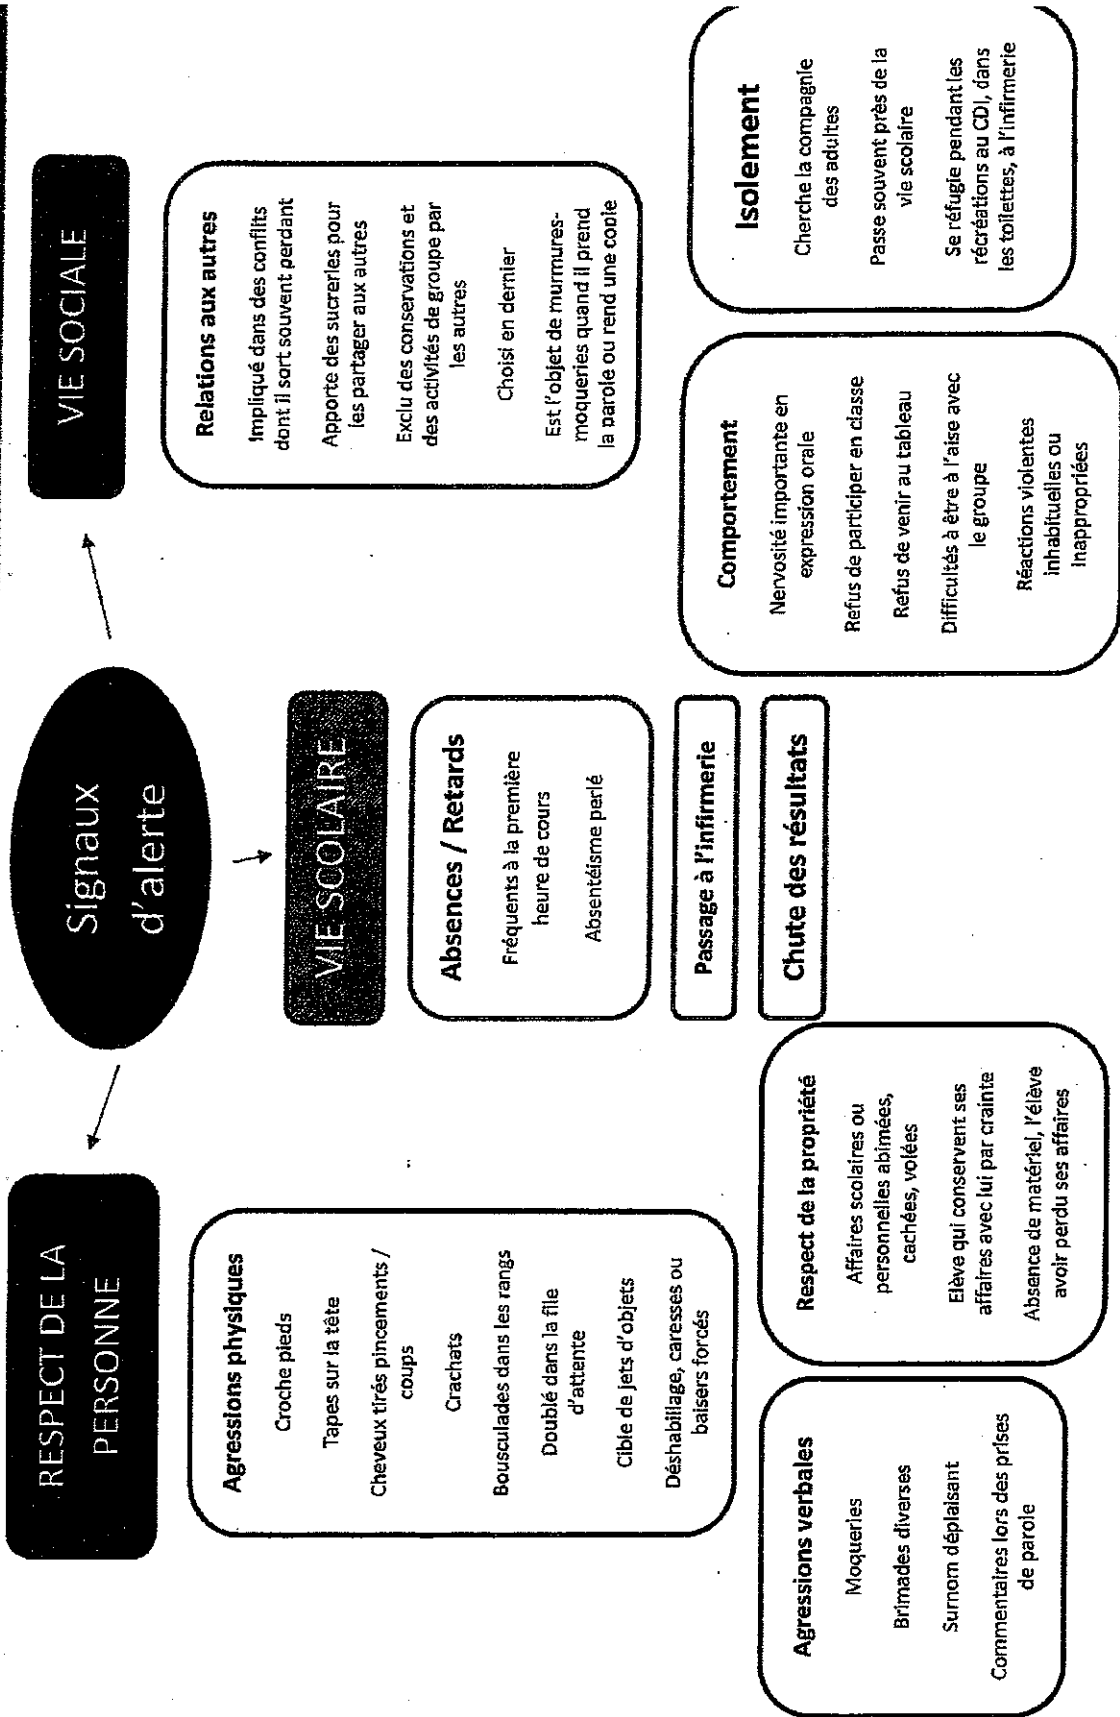 Signaux
d'alerte
RESPECT DE LA
PERSONNE
Agressions physiques
Croche pieds
Tapes sur la tête
Cheveux tirés pincements /
coups
Crachats
Bousculades dans les rangs
Doublé dans la file
d'attente
Cible de jets d'objets
Déshabillage, caresses ou
baisers forcés
Agressions verbales
Moqueries
Brimades diverses
Surnom déplaisant
Commentaires lors des prises
de parole
Respect de la propriété
Affaires scolaires ou
personnelles abimées,
cachées, volées
Elève qui conservent ses
affaires avec lui par crainte
Absence de matériel, l'élève
avoir perdu ses affaires
VIE SCOLAIRE
Absences / Retards
Fréquents à la première
heure de cours
Absentéisme perlé
Passage à l'infirmerie
Chute des résultats
VIE SOCIALE
Relations aux autres
Impliqué dans des conflits
dont il sort souvent perdant
Apporte des sucreries pour
les partager aux autres
Exclu des conservations et
des activités de groupe par
les autres
Choisi en dernier
Est l'objet de murmures-
moqueries quand il prend
la parole ou rend une copie
Comportement
Nervosité importante en
expression orale
Refus de participer en classe
Refus de venir au tableau
Difficultés à être à l'aise avec
le groupe
Réactions violentes
inhabituelles ou
inappropriées
Isolement
Cherche la compagnie
des adultes
Passe souvent près de la
vie scolaire
Se réfugie pendant les
récréations au CDI, dans
les toilettes, à l'infirmerie